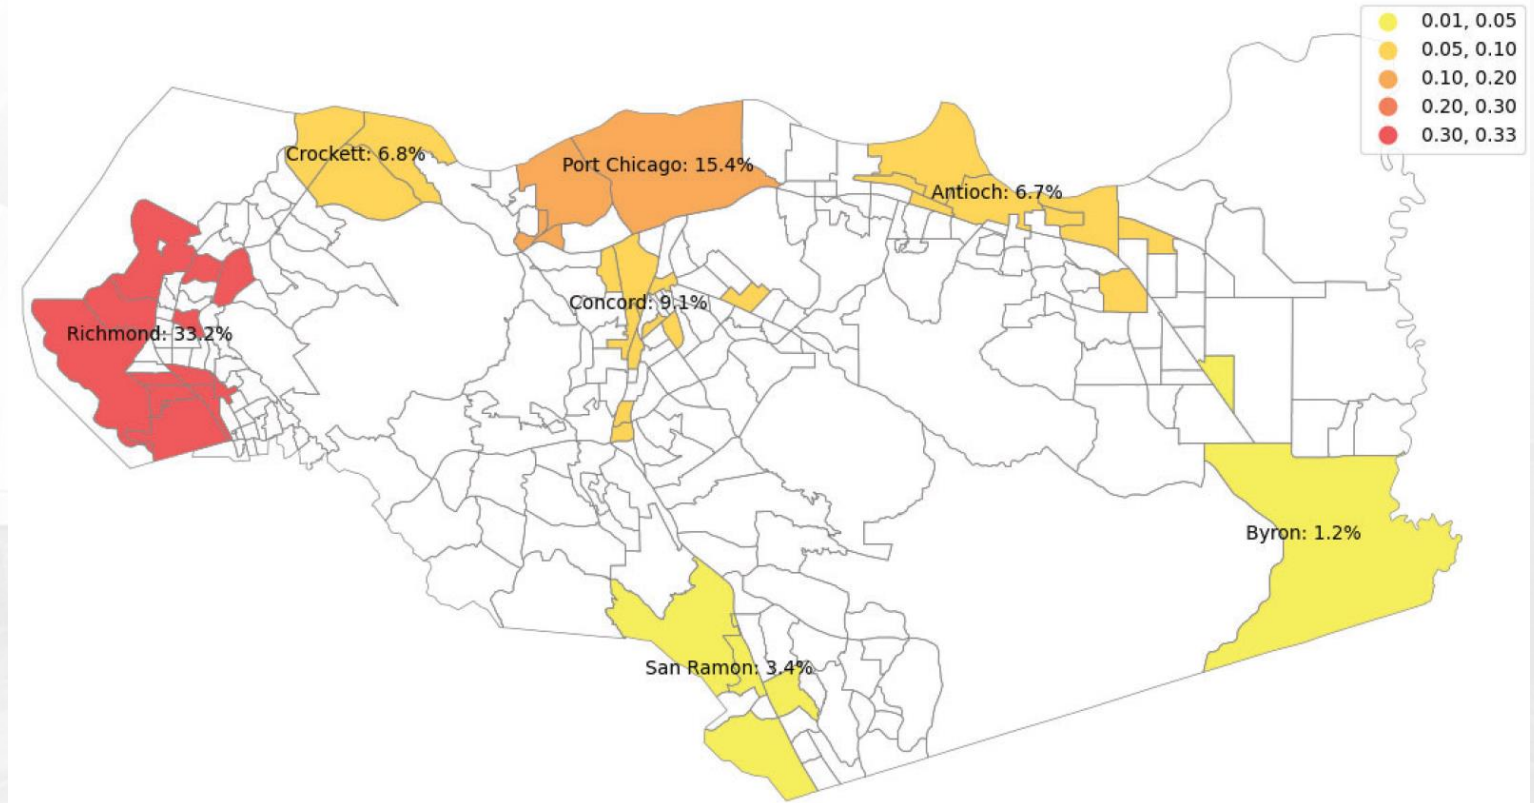 0.01, 0.05
0.05, 0.10
0.10, 0.20
0.20, 0.30
0.30, 0.33
Crockett: 6.8%
Port Chicago: 15.4%
Antioch: 6.7%
Concord: 9.1%
Richmond: 33.2%
Byron: 1.2%
San Ramon: 3.4%